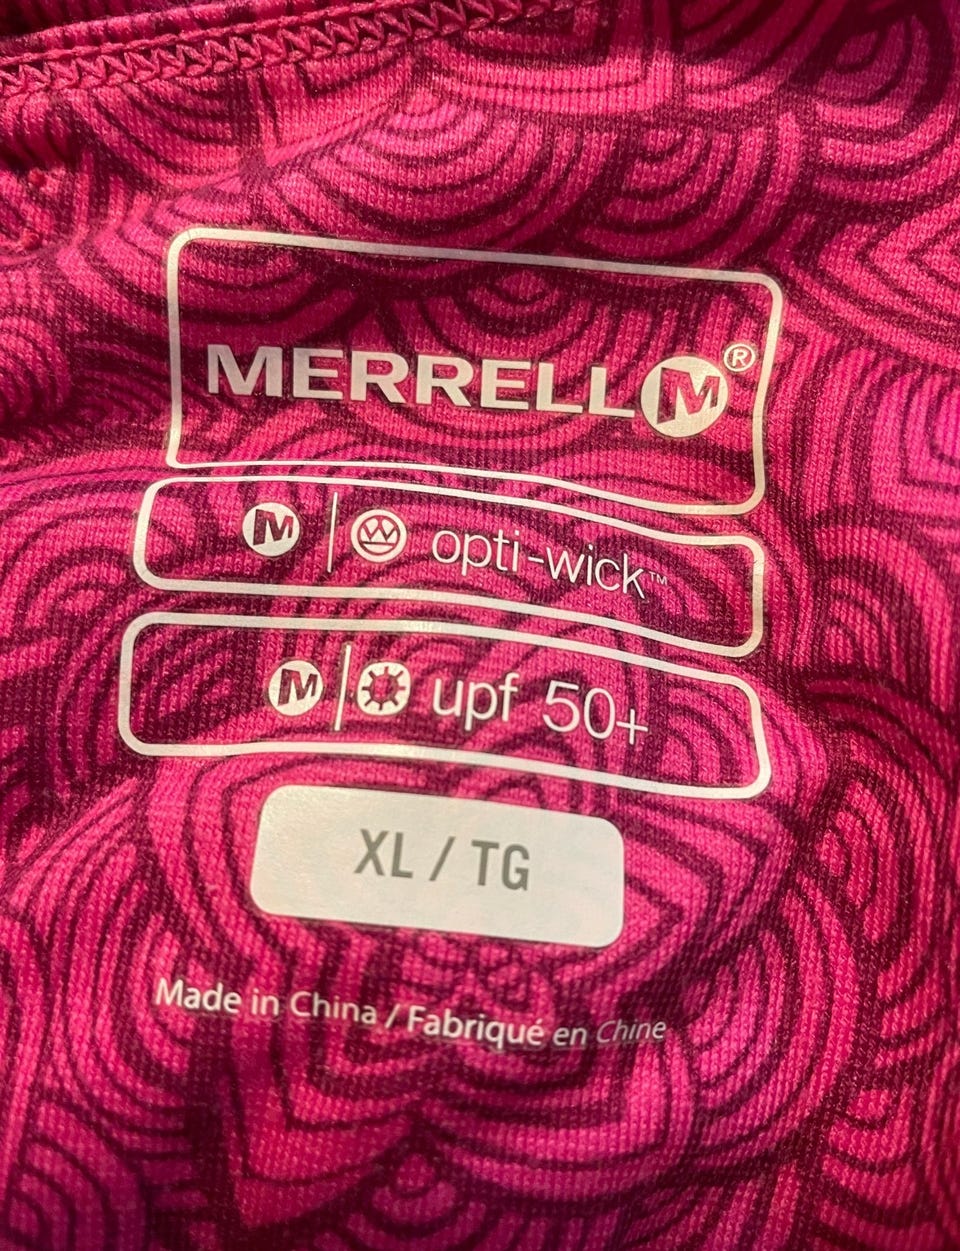 MERRELL M®
M | opti-wick™
M | upf 50+
XL / TG
Made in China / Fabriqué en Chine